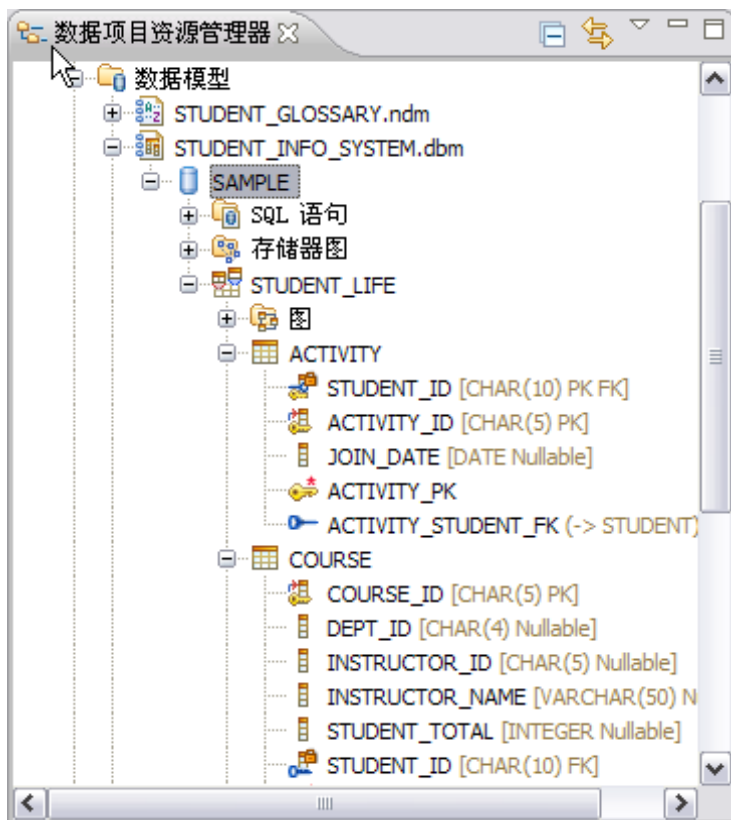 数据项目资源管理器
数据模型
STUDENT_GLOSSARY.ndm
STUDENT_INFO_SYSTEM.dbm
SAMPLE
SQL 语句
存储器图
STUDENT_LIFE
图
ACTIVITY
STUDENT_ID [CHAR(10) PK FK]
ACTIVITY_ID [CHAR(5) PK]
JOIN_DATE [DATE Nullable]
ACTIVITY_PK
ACTIVITY_STUDENT_FK (-> STUDENT)
COURSE
COURSE_ID [CHAR(5) PK]
DEPT_ID [CHAR(4) Nullable]
INSTRUCTOR_ID [CHAR(5) Nullable]
INSTRUCTOR_NAME [VARCHAR(50) N
STUDENT_TOTAL [INTEGER Nullable]
STUDENT_ID [CHAR(10) FK]